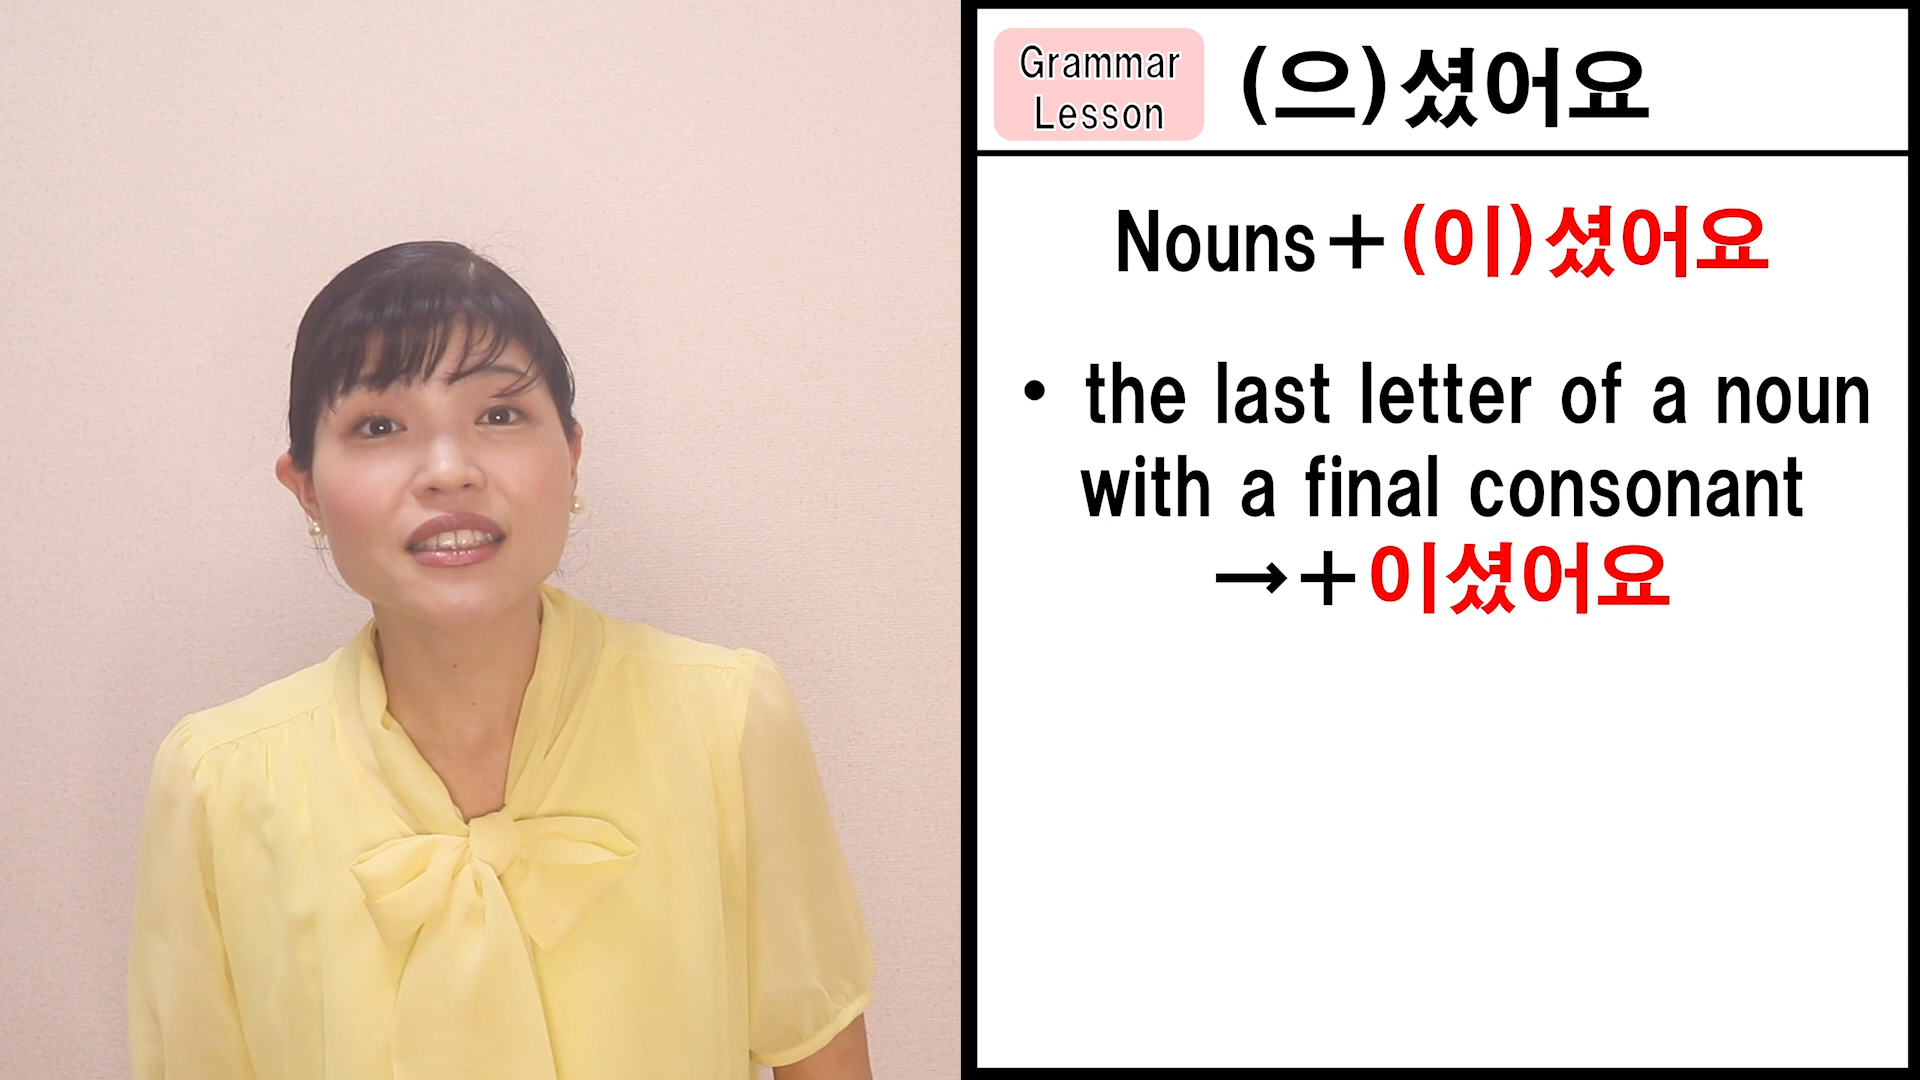 Grammar
Lesson
(으)셨어요
Nouns+(이)셨어요
• the last letter of a noun
with a final consonant
→+이셨어요